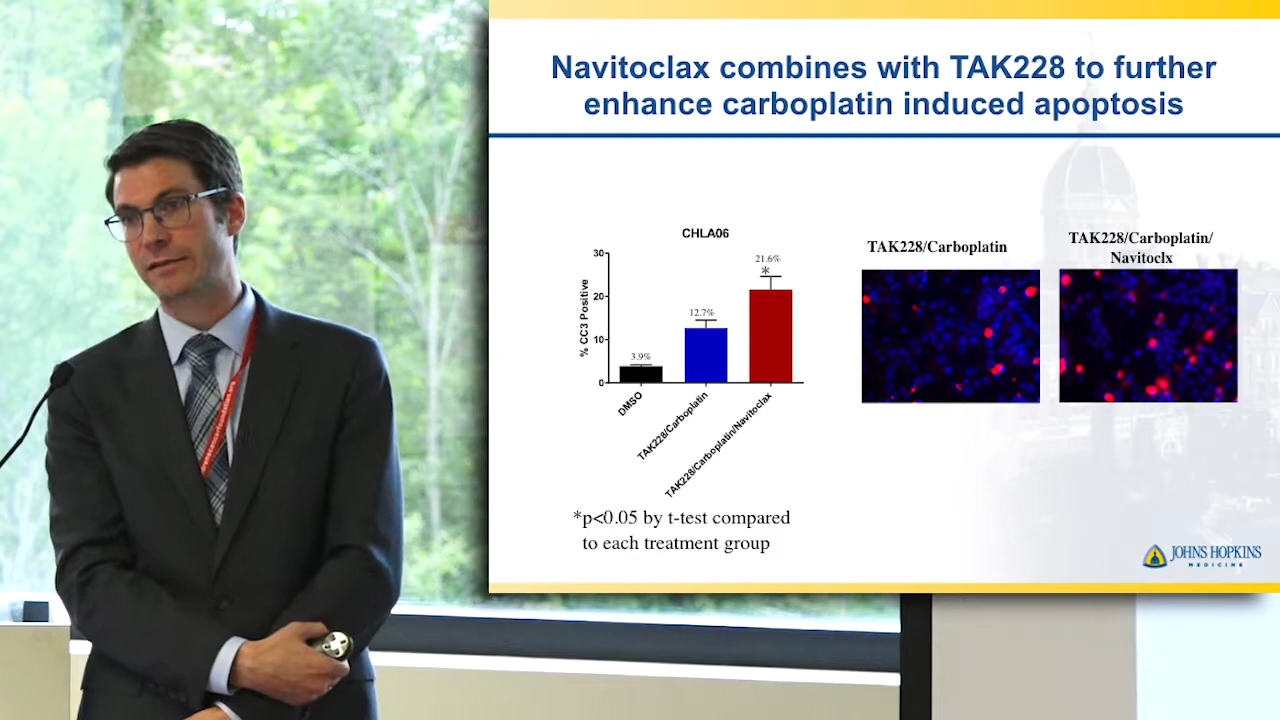 Navitoclax combines with TAK228 to further
enhance carboplatin induced apoptosis
CHLA06
% CC3 Positive
30
20
10
0
3.9%
12.7%
21.6%
*
DMSO
TAK228/Carboplatin
TAK228/Carboplatin/Navitoclax
*p<0.05 by t-test compared
to each treatment group
TAK228/Carboplatin
TAK228/Carboplatin/
Navitoclx
JOHNS HOPKINS
MEDICINE